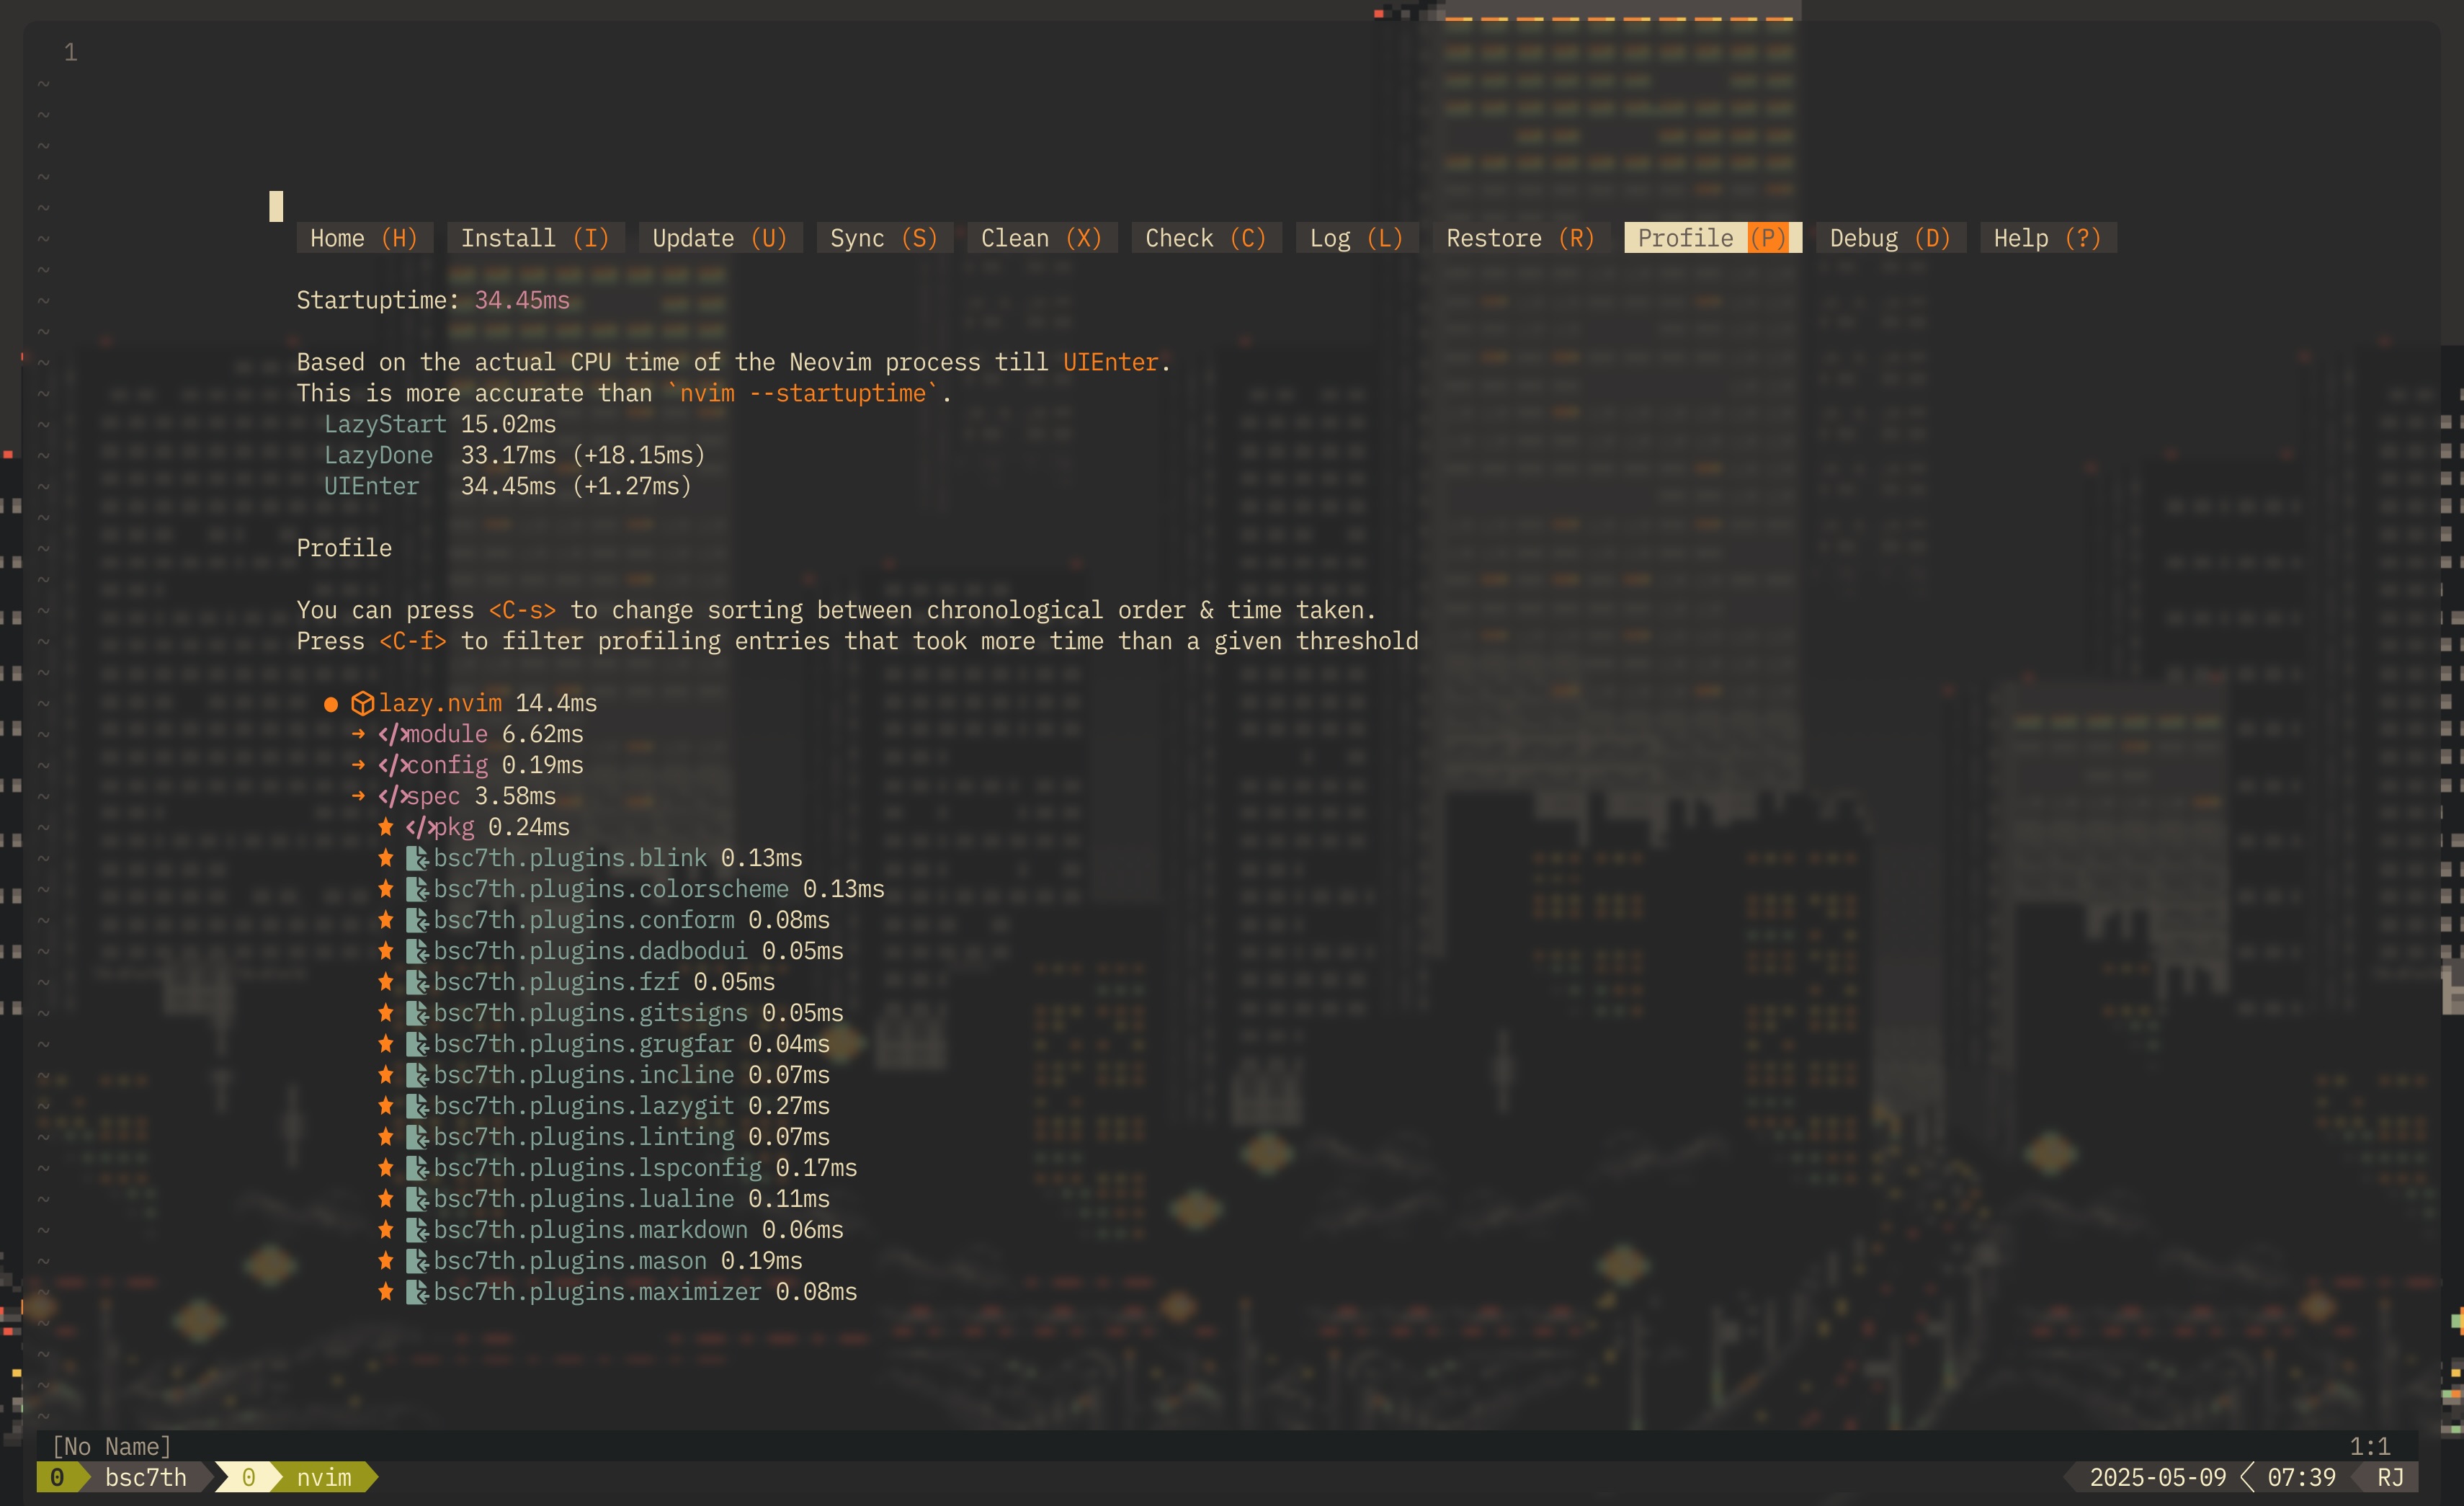 1
~
~
~
~
~
Home (H) Install (I) Update (U) Sync (S) Clean (X) Check (C) Log (L) Restore (R) Profile (P) Debug (D) Help (?)
Startuptime: 34.45ms
Based on the actual CPU time of the Neovim process till UIEnter.
This is more accurate than `nvim --startuptime`.
LazyStart 15.02ms
LazyDone 33.17ms (+18.15ms)
UIEnter 34.45ms (+1.27ms)
Profile
You can press <C-s> to change sorting between chronological order & time taken.
Press <C-f> to filter profiling entries that took more time than a given threshold
● lazy.nvim 14.4ms
➜ </>module 6.62ms
➜ </>config 0.19ms
➜ </>spec 3.58ms
★ </>pkg 0.24ms
★ bsc7th.plugins.blink 0.13ms
★ bsc7th.plugins.colorscheme 0.13ms
★ bsc7th.plugins.conform 0.08ms
★ bsc7th.plugins.dadbodui 0.05ms
★ bsc7th.plugins.fzf 0.05ms
★ bsc7th.plugins.gitsigns 0.05ms
★ bsc7th.plugins.grugfar 0.04ms
★ bsc7th.plugins.incline 0.07ms
★ bsc7th.plugins.lazygit 0.27ms
★ bsc7th.plugins.linting 0.07ms
★ bsc7th.plugins.lspconfig 0.17ms
★ bsc7th.plugins.lualine 0.11ms
★ bsc7th.plugins.markdown 0.06ms
★ bsc7th.plugins.mason 0.19ms
★ bsc7th.plugins.maximizer 0.08ms
[No Name] 1:1
0 bsc7th 0 nvim 2025-05-09 07:39 RJ